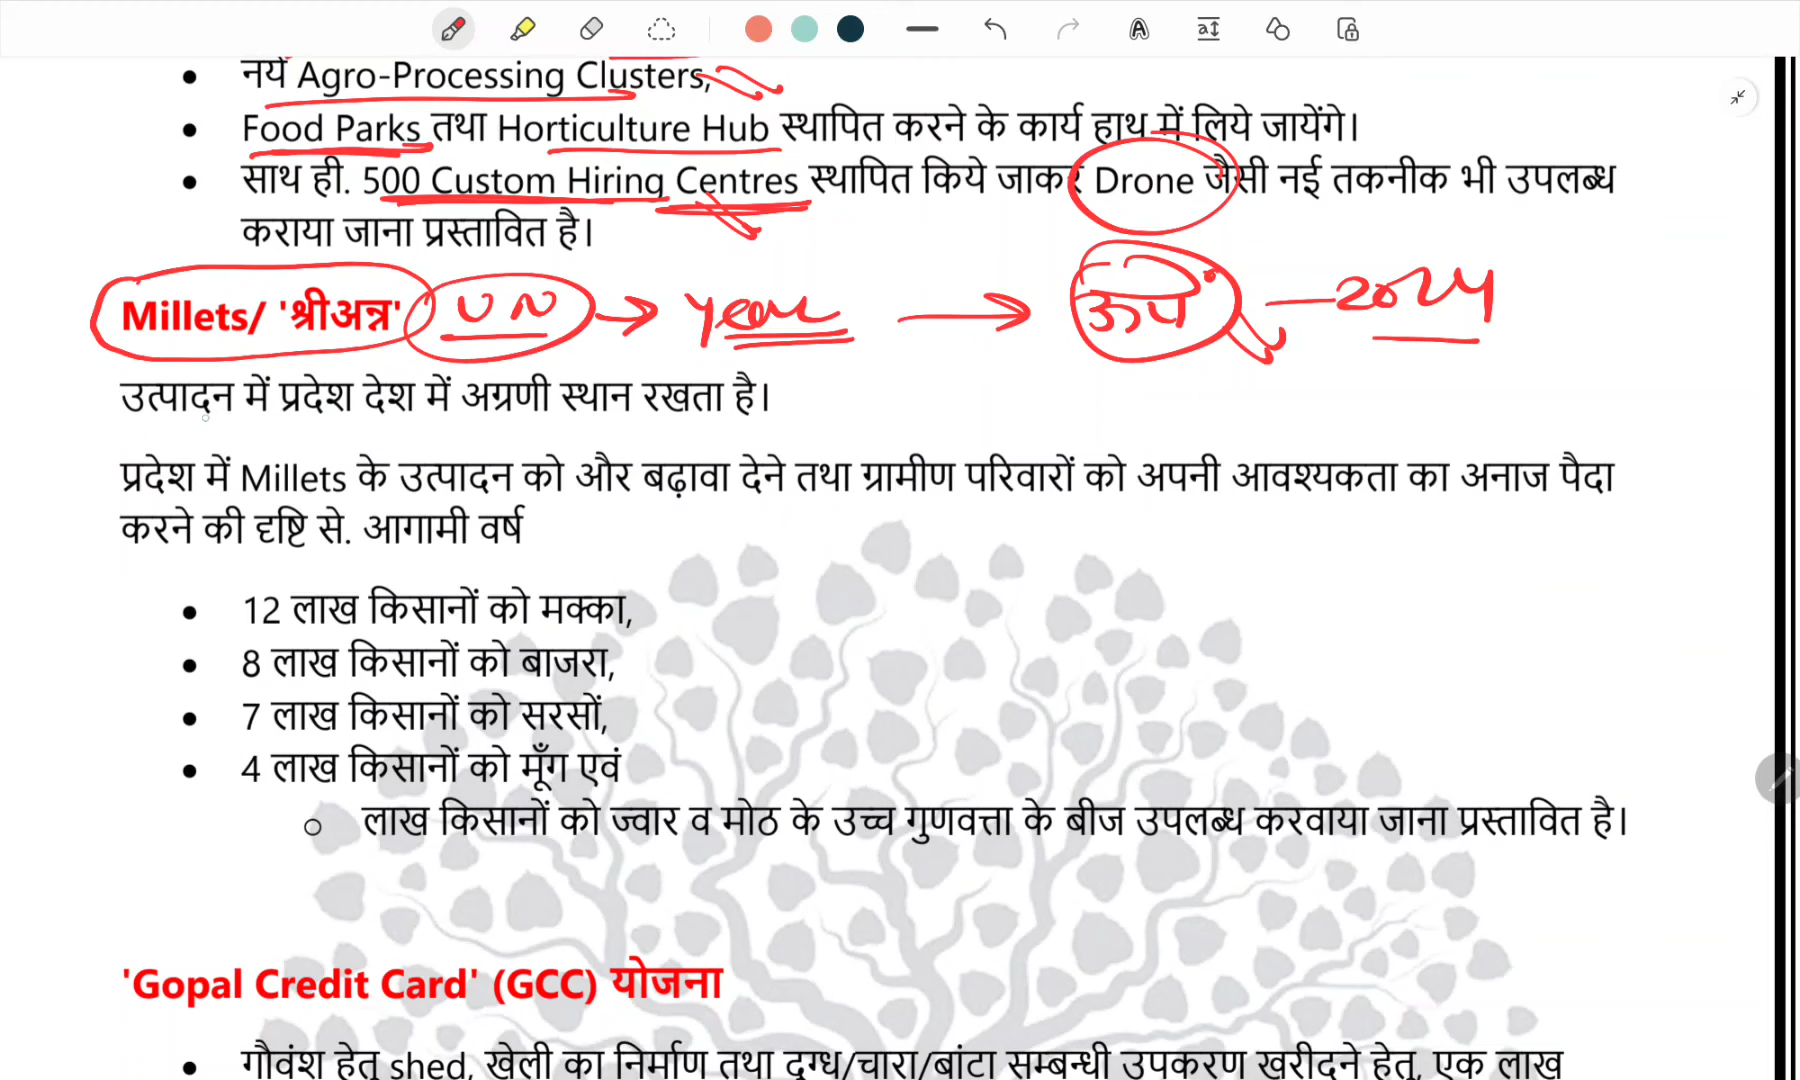 नये Agro-Processing Clusters,
Food Parks तथा Horticulture Hub स्थापित करने के कार्य हाथ में लिये जायेंगे।
साथ ही. 500 Custom Hiring Centres स्थापित किये जाकर Drone जैसी नई तकनीक भी उपलब्ध
कराया जाना प्रस्तावित है।
Millets/ 'श्रीअन्न' UN → year → ऊँट — 2024
उत्पादन में प्रदेश देश में अग्रणी स्थान रखता है।
प्रदेश में Millets के उत्पादन को और बढ़ावा देने तथा ग्रामीण परिवारों को अपनी आवश्यकता का अनाज पैदा
करने की दृष्टि से. आगामी वर्ष
12 लाख किसानों को मक्का,
8 लाख किसानों को बाजरा,
7 लाख किसानों को सरसों,
4 लाख किसानों को मूँग एवं
लाख किसानों को ज्वार व मोठ के उच्च गुणवत्ता के बीज उपलब्ध करवाया जाना प्रस्तावित है।
'Gopal Credit Card' (GCC) योजना
गौवंश हेतु shed, खेली का निर्माण तथा दुग्ध/चारा/बांटा सम्बन्धी उपकरण खरीदने हेतु, एक लाख